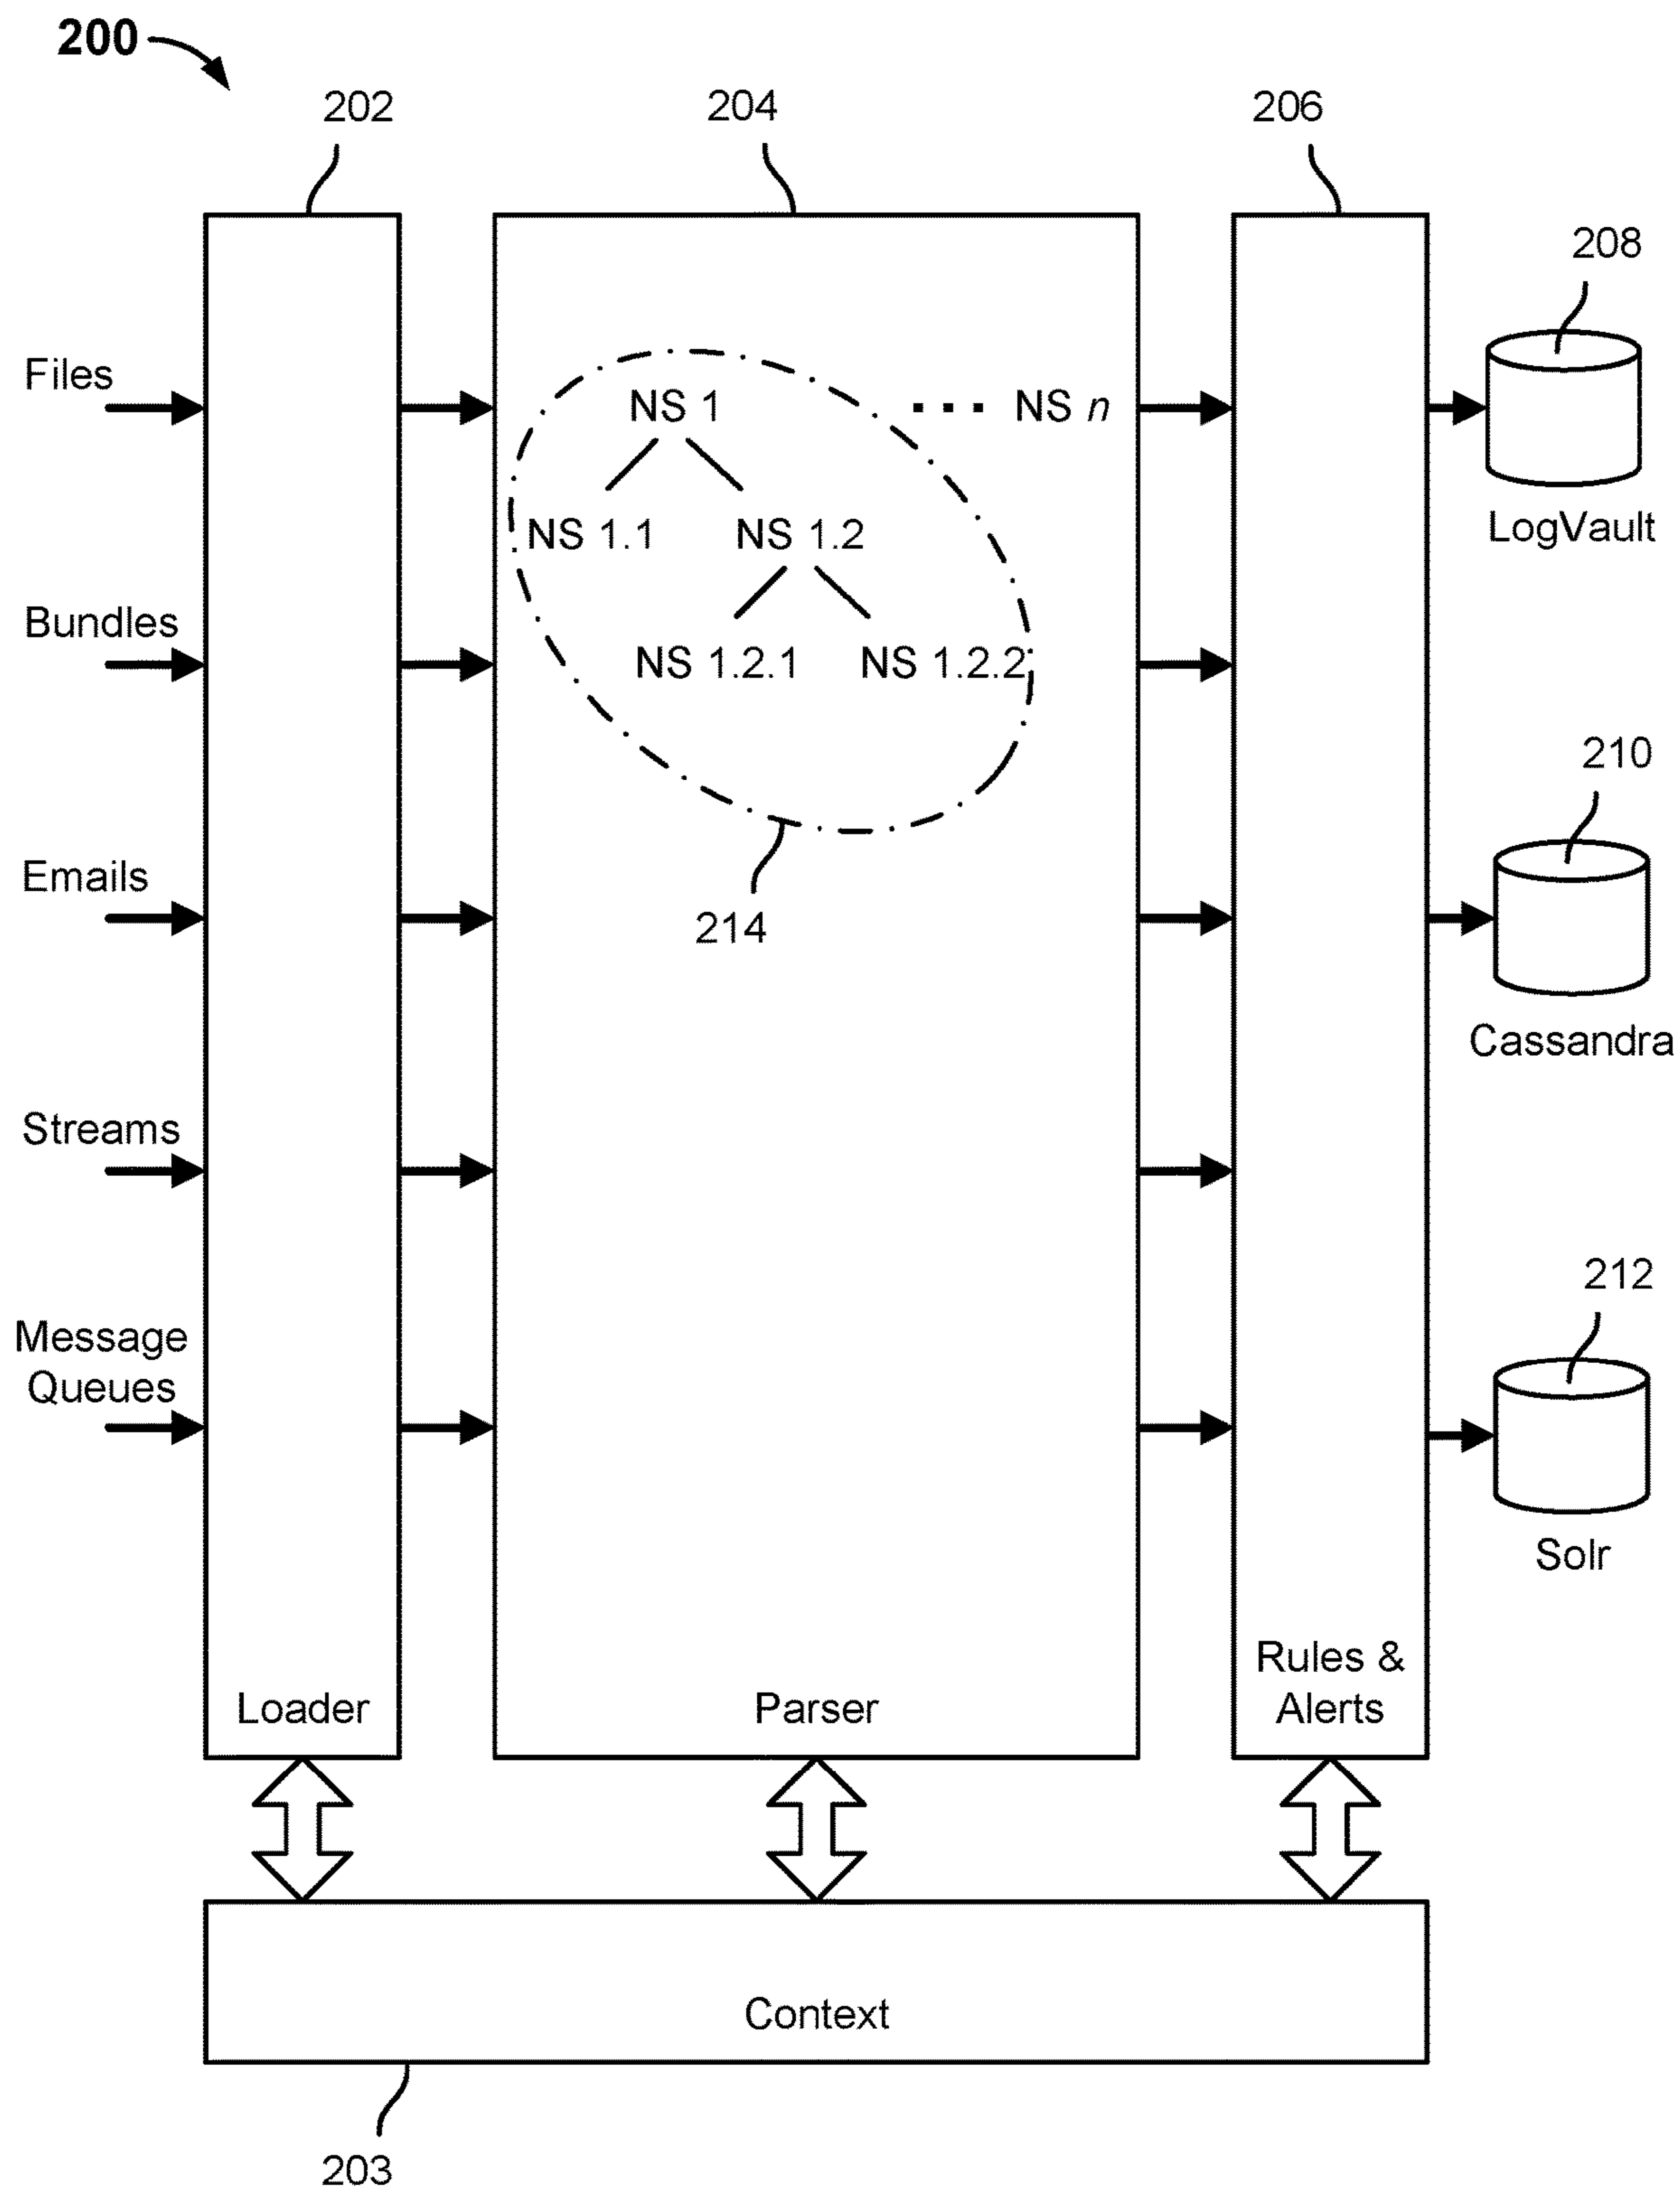 200
202
204
206
208
Files
NS 1
... NS n
NS 1.1
NS 1.2
LogVault
Bundles
NS 1.2.1
NS 1.2.2
210
Emails
214
Cassandra
Streams
212
Message
Queues
Solr
Loader
Parser
Rules &
Alerts
Context
203